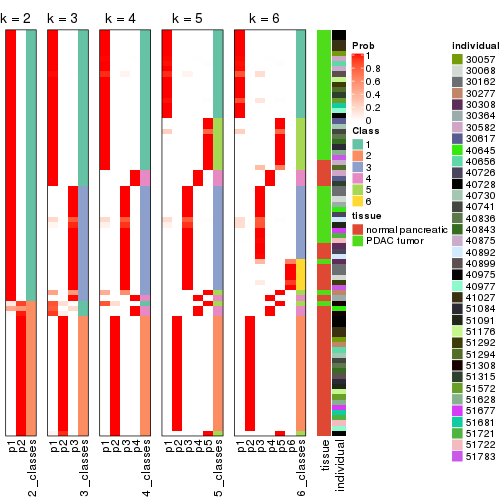 k = 2
k = 3
k = 4
k = 5
k = 6
p1
p2
2_classes
p1
p2
p3
3_classes
p1
p2
p3
p4
4_classes
p1
p2
p3
p4
p5
5_classes
p1
p2
p3
p4
p5
p6
6_classes
tissue
individual
Prob
1
0.8
0.6
0.4
0.2
0
Class
1
2
3
4
5
6
tissue
normal pancreatic
PDAC tumor
individual
30057
30068
30162
30277
30308
30364
30582
30617
40645
40656
40726
40728
40730
40741
40836
40843
40875
40892
40899
40975
40977
41027
51084
51091
51176
51292
51294
51308
51315
51572
51628
51677
51681
51721
51722
51783